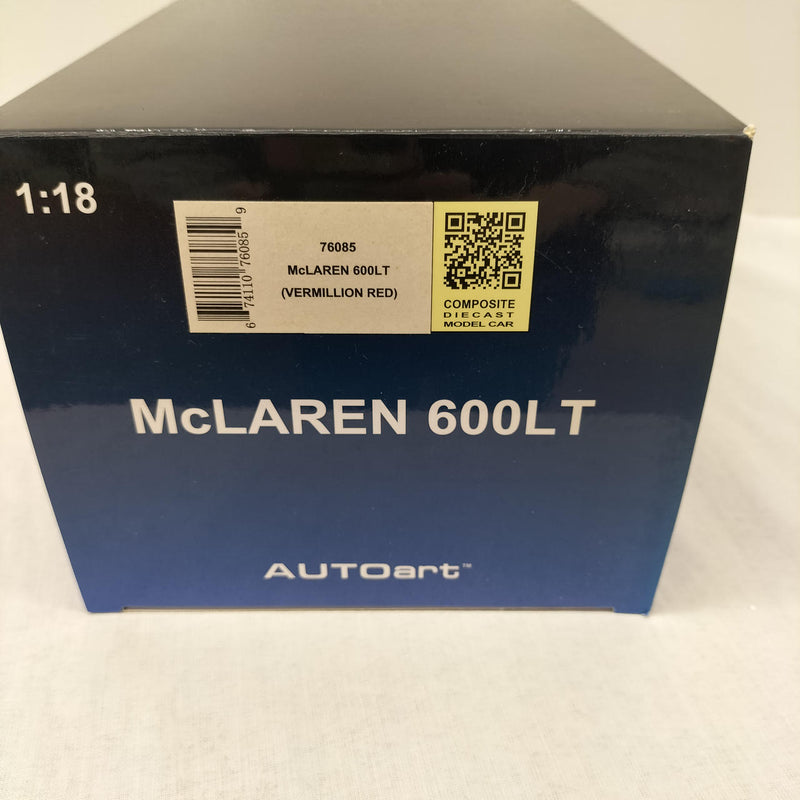 1:18
6 74110 76085 9
76085
McLAREN 600LT
(VERMILLION RED)
COMPOSITE
DIECAST
MODEL CAR
McLAREN 600LT
AUTOart™